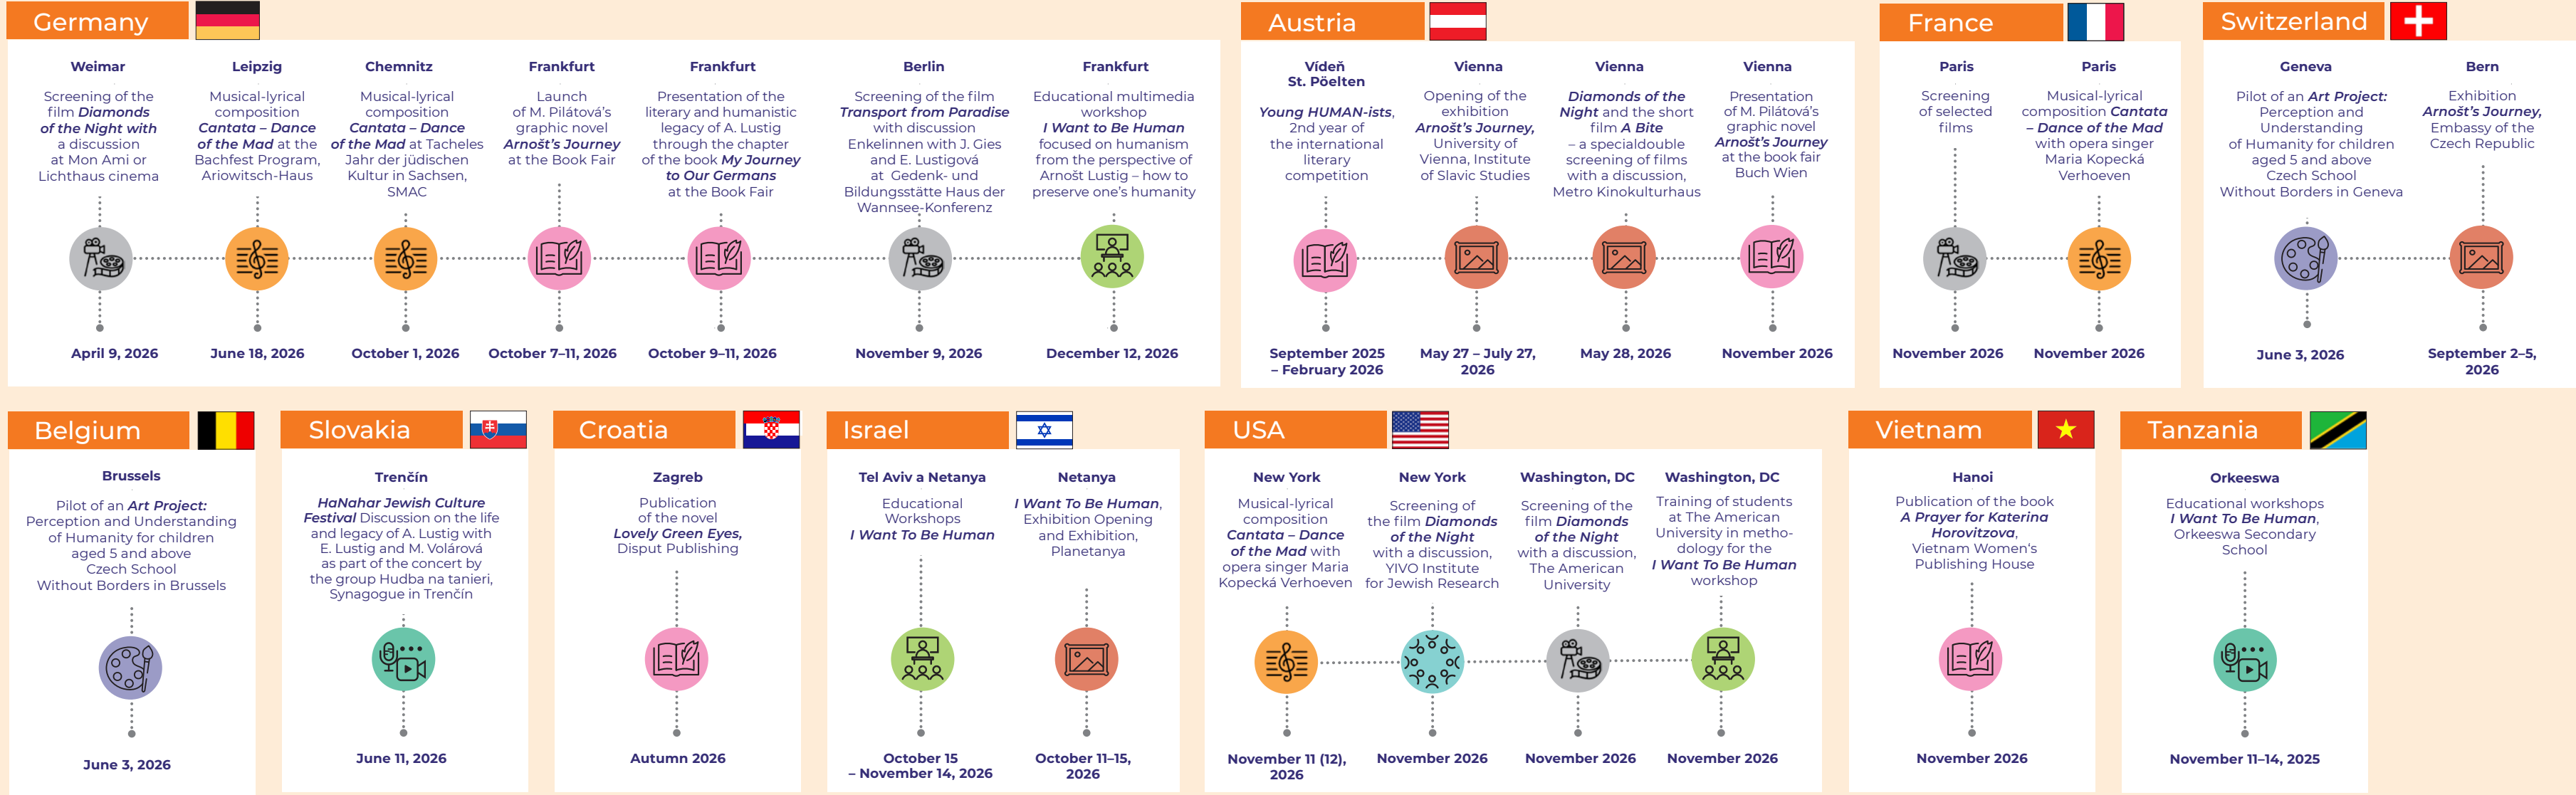 Germany
Weimar
Screening of the
film Diamonds
of the Night with
a discussion
at Mon Ami or
Lichthaus cinema
April 9, 2026
Leipzig
Musical-lyrical
composition
Cantata – Dance
of the Mad at the
Bachfest Program,
Ariowitsch-Haus
June 18, 2026
Chemnitz
Musical-lyrical
composition
Cantata – Dance
of the Mad at Tacheles
Jahr der jüdischen
Kultur in Sachsen,
SMAC
October 1, 2026
Frankfurt
Launch
of M. Pilátová’s
graphic novel
Arnošt’s Journey
at the Book Fair
October 7–11, 2026
Frankfurt
Presentation of the
literary and humanistic
legacy of A. Lustig
through the chapter
of the book My Journey
to Our Germans
at the Book Fair
October 9–11, 2026
Berlin
Screening of the film
Transport from Paradise
with discussion
Enkelinnen with J. Gies
and E. Lustigová
at Gedenk- und
Bildungsstätte Haus der
Wannsee-Konferenz
November 9, 2026
Frankfurt
Educational multimedia
workshop
I Want to Be Human
focused on humanism
from the perspective of
Arnošt Lustig – how to
preserve one’s humanity
December 12, 2026
Austria
Vídeň
St. Pöelten
Young HUMAN-ists,
2nd year of
the international
literary
competition
September 2025
– February 2026
Vienna
Opening of the
exhibition
Arnošt’s Journey,
University of
Vienna, Institute
of Slavic Studies
May 27 – July 27,
2026
Vienna
Diamonds of the
Night and the short
film A Bite
– a specialdouble
screening of films
with a discussion,
Metro Kinokulturhaus
May 28, 2026
Vienna
Presentation
of M. Pilátová’s
graphic novel
Arnošt’s Journey
at the book fair
Buch Wien
November 2026
France
Paris
Screening
of selected
films
November 2026
Paris
Musical-lyrical
composition Cantata
– Dance of the Mad
with opera singer
Maria Kopecká
Verhoeven
November 2026
Switzerland
Geneva
Pilot of an Art Project:
Perception and
Understanding
of Humanity for children
aged 5 and above
Czech School
Without Borders in Geneva
June 3, 2026
Bern
Exhibition
Arnošt’s Journey,
Embassy of the
Czech Republic
September 2–5,
2026
Belgium
Brussels
Pilot of an Art Project:
Perception and Understanding
of Humanity for children
aged 5 and above
Czech School
Without Borders in Brussels
June 3, 2026
Slovakia
Trenčín
HaNahar Jewish Culture
Festival Discussion on the life
and legacy of A. Lustig with
E. Lustig and M. Volárová
as part of the concert by
the group Hudba na tanieri,
Synagogue in Trenčín
June 11, 2026
Croatia
Zagreb
Publication
of the novel
Lovely Green Eyes,
Disput Publishing
Autumn 2026
Israel
Tel Aviv a Netanya
Educational
Workshops
I Want To Be Human
October 15
– November 14, 2026
Netanya
I Want To Be Human,
Exhibition Opening
and Exhibition,
Planetanya
October 11–15,
2026
USA
New York
Musical-lyrical
composition
Cantata – Dance
of the Mad with
opera singer Maria
Kopecká Verhoeven
November 11 (12),
2026
New York
Screening of
the film Diamonds
of the Night
with a discussion,
YIVO Institute
for Jewish Research
November 2026
Washington, DC
Screening of the
film Diamonds
of the Night
with a discussion,
The American
University
November 2026
Washington, DC
Training of students
at The American
University in metho-
dology for the
I Want To Be Human
workshop
November 2026
Vietnam
Hanoi
Publication of the book
A Prayer for Katerina
Horovitzova,
Vietnam Women‘s
Publishing House
November 2026
Tanzania
Orkeeswa
Educational workshops
I Want To Be Human,
Orkeeswa Secondary
School
November 11–14, 2025